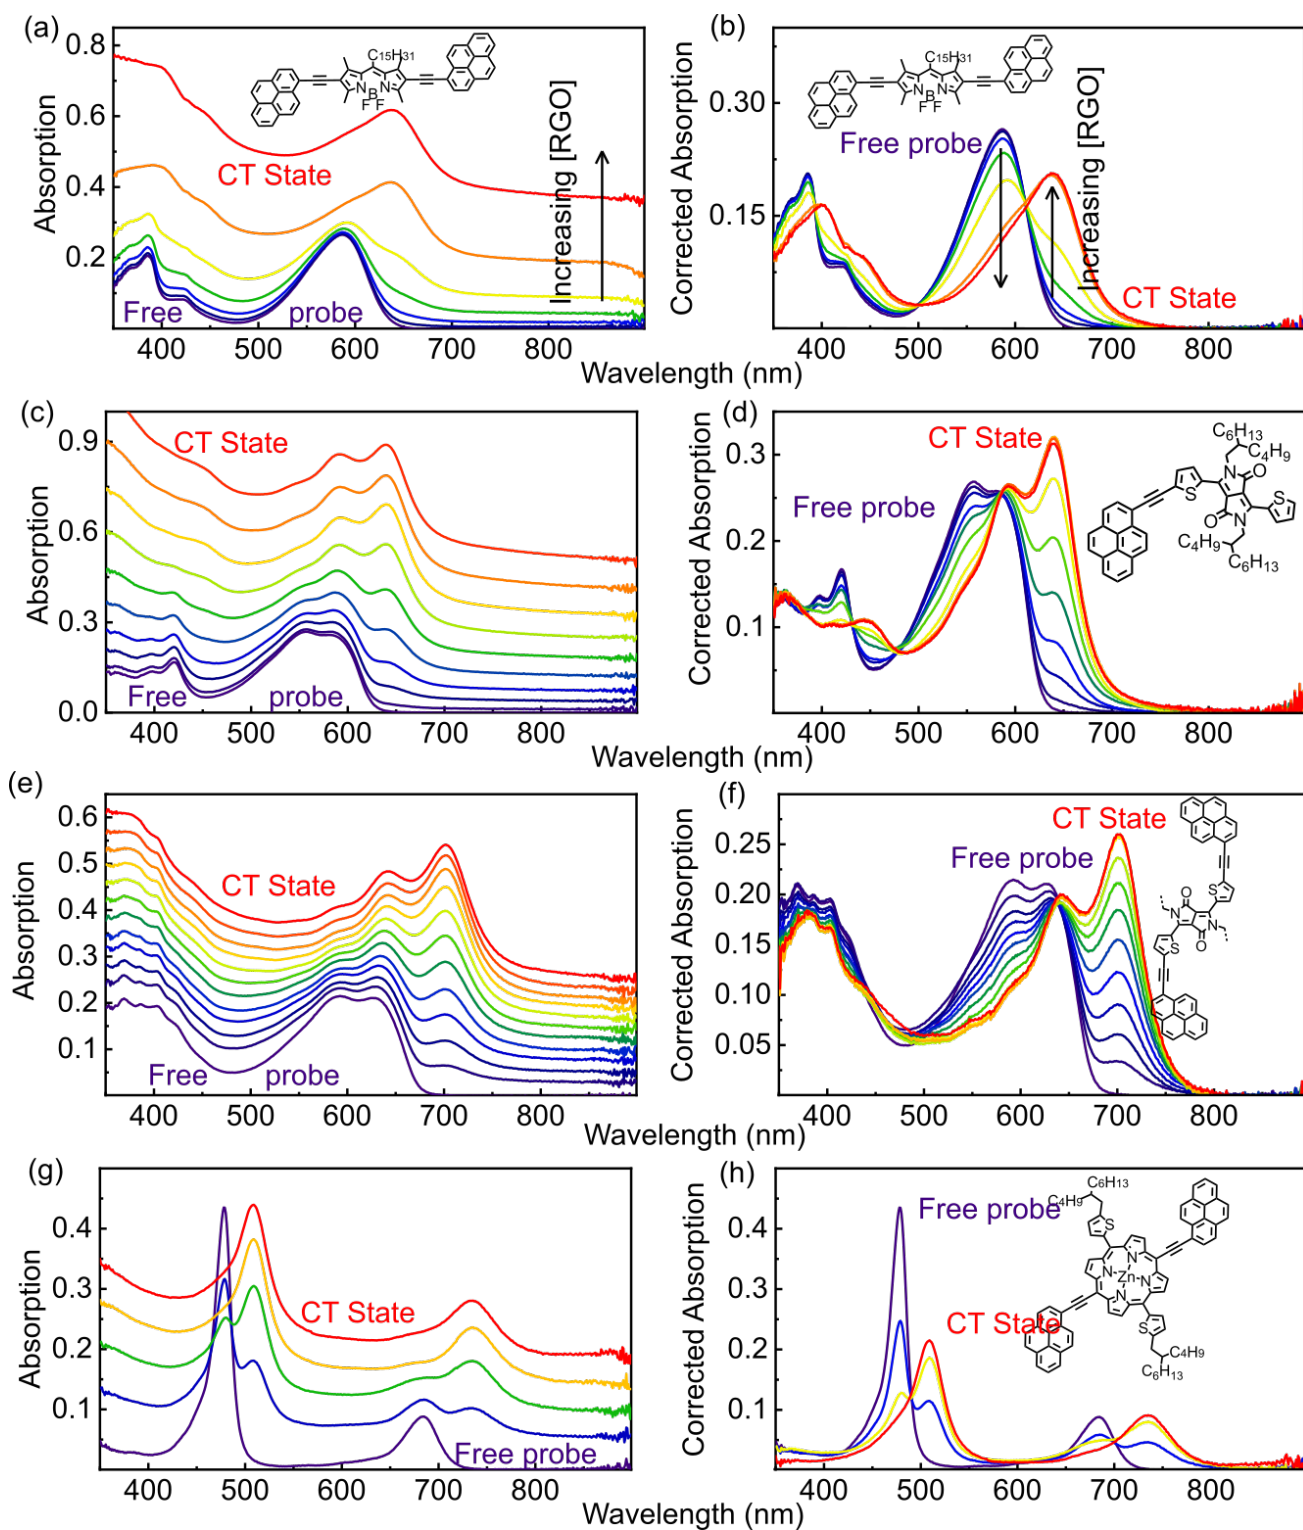 (a)
0.8
0.6
0.4
0.2
Absorption
C15H31
N N
B
F F
CT State
Increasing [RGO]
Free probe
400 500 600 700 800
(b)
0.30
0.15
Corrected Absorption
C15H31
N N
B
F F
Free probe
Increasing [RGO]
CT State
400 500 600 700 800
Wavelength (nm)
(c)
0.9
0.6
0.3
0.0
Absorption
CT State
Free probe
400 500 600 700 800
(d)
0.3
0.2
0.1
Corrected Absorption
CT State
Free probe
C6H13
C4H9
S
N
O
O
N
S
C4H9
C6H13
400 500 600 700 800
Wavelength (nm)
(e)
0.6
0.5
0.4
0.3
0.2
0.1
Absorption
CT State
Free probe
400 500 600 700 800
(f)
0.25
0.20
0.15
0.10
0.05
Corrected Absorption
CT State
Free probe
S
O
N
N
O
S
400 500 600 700 800
Wavelength (nm)
(g)
0.4
0.3
0.2
0.1
Absorption
CT State
Free probe
400 500 600 700 800
(h)
0.4
0.3
0.2
0.1
Corrected Absorption
C6H13
C4H9
S
Free probe
N
N Zn N
N
CT State
S
C4H9
C6H13
400 500 600 700 800
Wavelength (nm)